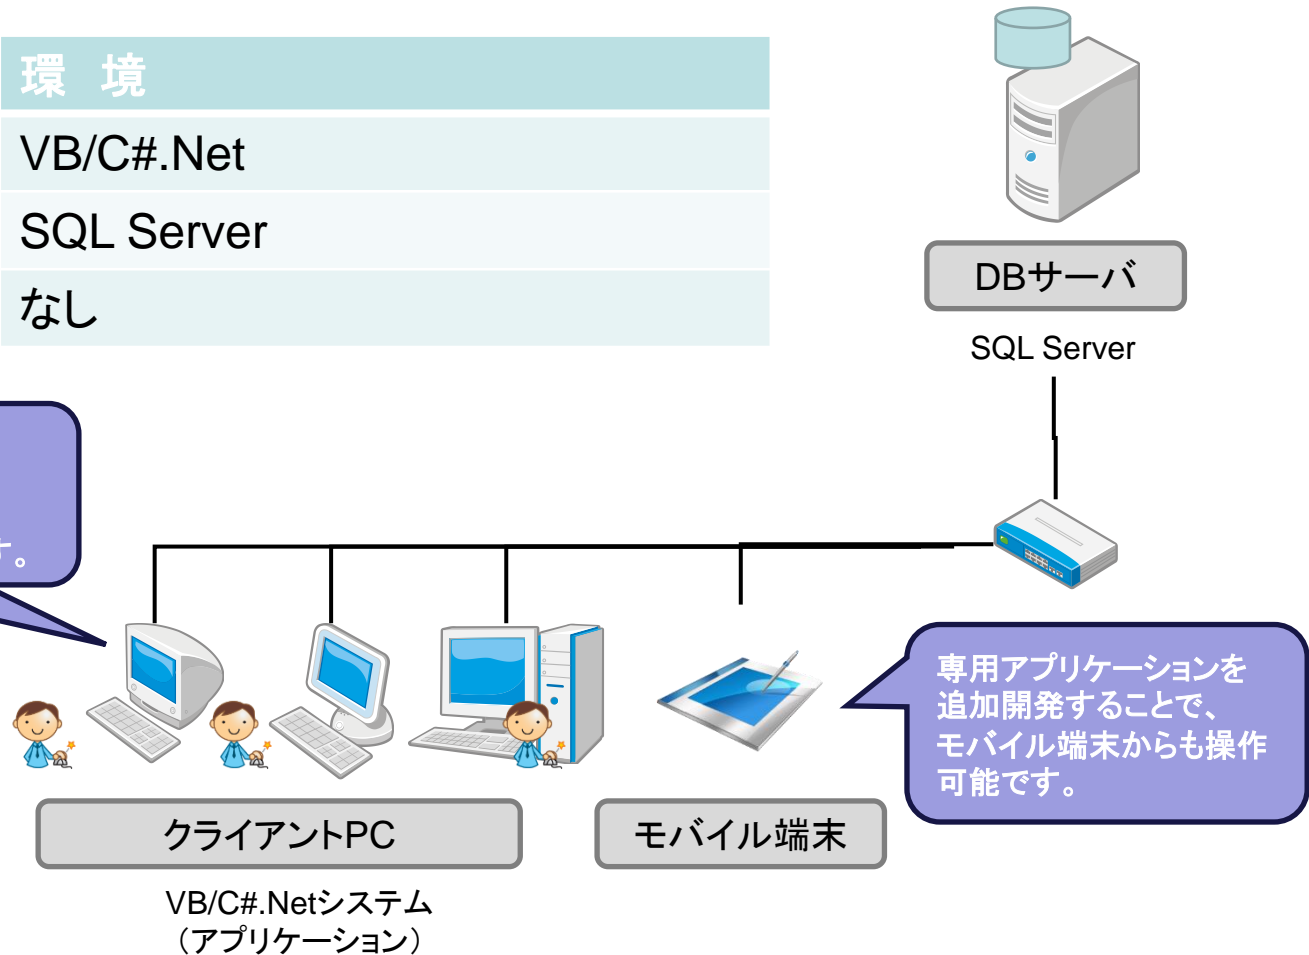 環 境
VB/C#.Net
SQL Server
なし
DBサーバ
SQL Server
す。
専用アプリケーションを
追加開発することで、
モバイル端末からも操作
可能です。
クライアントPC
モバイル端末
VB/C#.Netシステム
（アプリケーション）